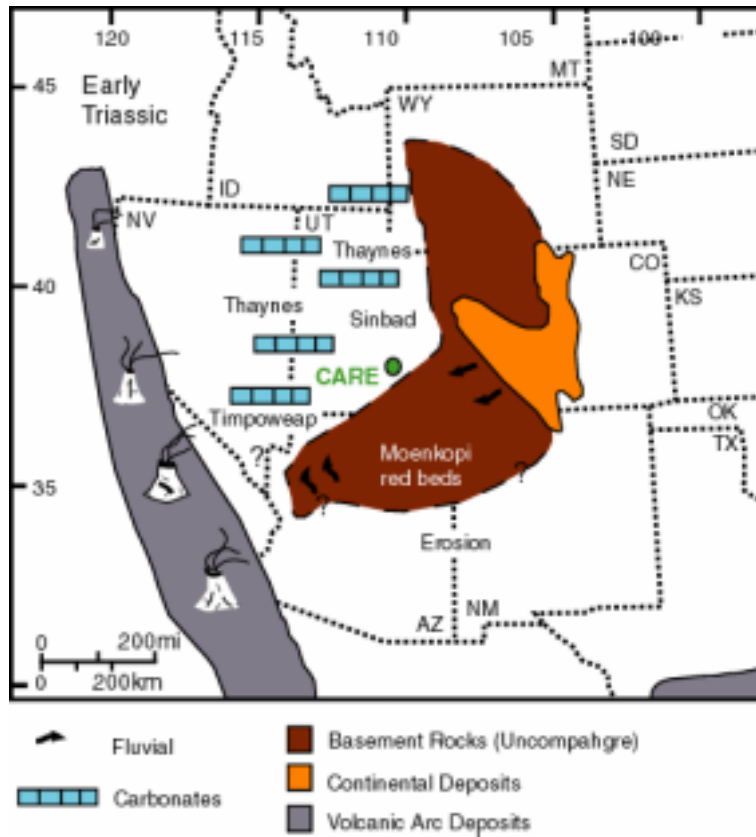 120 115 110 105 100
45
Early
Triassic
MT
WY
SD
NE
ID
NV
UT
Thaynes
CO
40
KS
Thaynes
Sinbad
CARE
Timpoweap
OK
TX
?
Moenkopi
red beds
?
35
?
Erosion
AZ
NM
0 200mi
0 200km
Fluvial
Carbonates
Basement Rocks (Uncompahgre)
Continental Deposits
Volcanic Arc Deposits